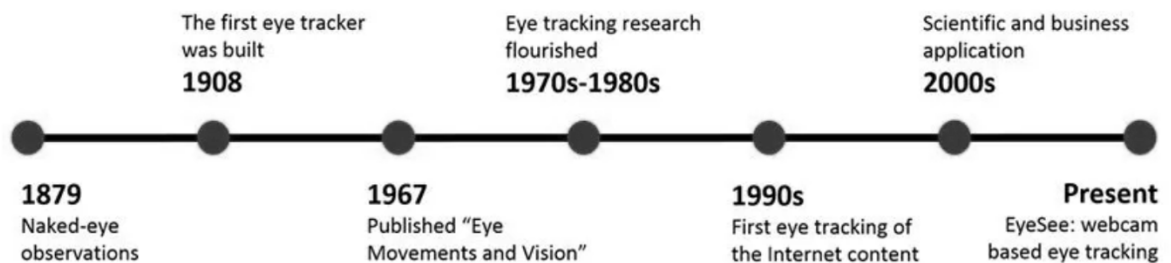 The first eye tracker
was built
1908
Eye tracking research
flourished
1970s-1980s
Scientific and business
application
2000s
1879
Naked-eye
observations
1967
Published “Eye
Movements and Vision”
1990s
First eye tracking of
the Internet content
Present
EyeSee: webcam
based eye tracking